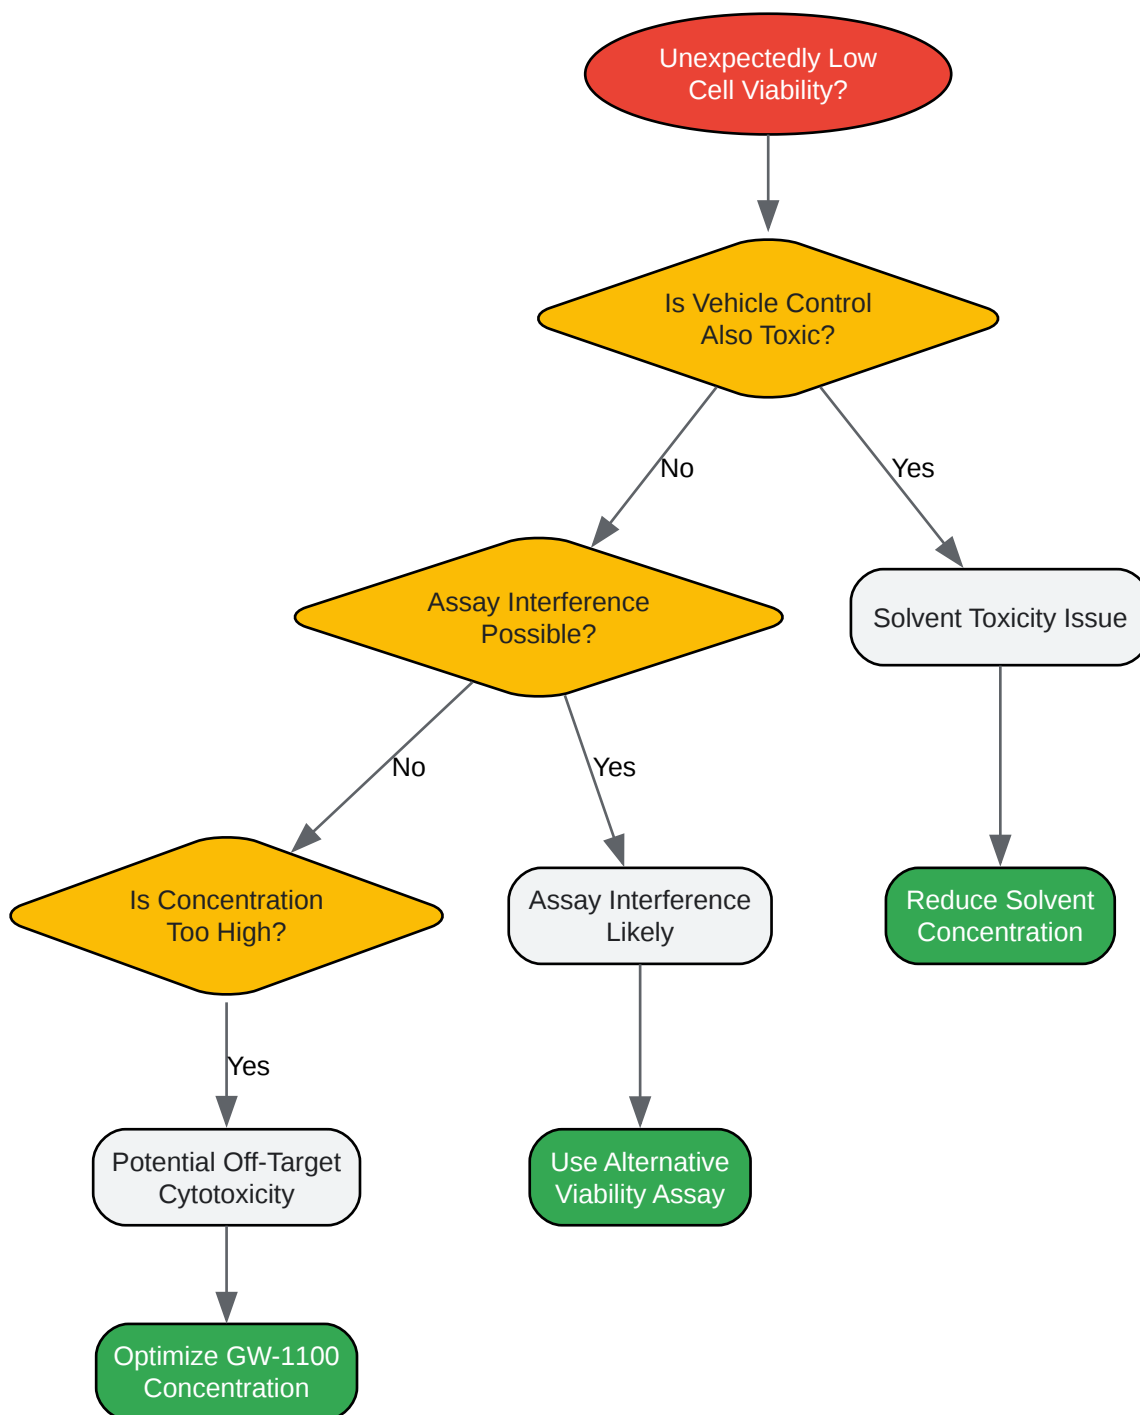 Unexpectedly Low
Cell Viability?
Is Vehicle Control
Also Toxic?
No
Yes
Assay Interference
Possible?
Solvent Toxicity Issue
No
Yes
Is Concentration
Too High?
Assay Interference
Likely
Reduce Solvent
Concentration
Yes
Potential Off-Target
Cytotoxicity
Use Alternative
Viability Assay
Optimize GW-1100
Concentration